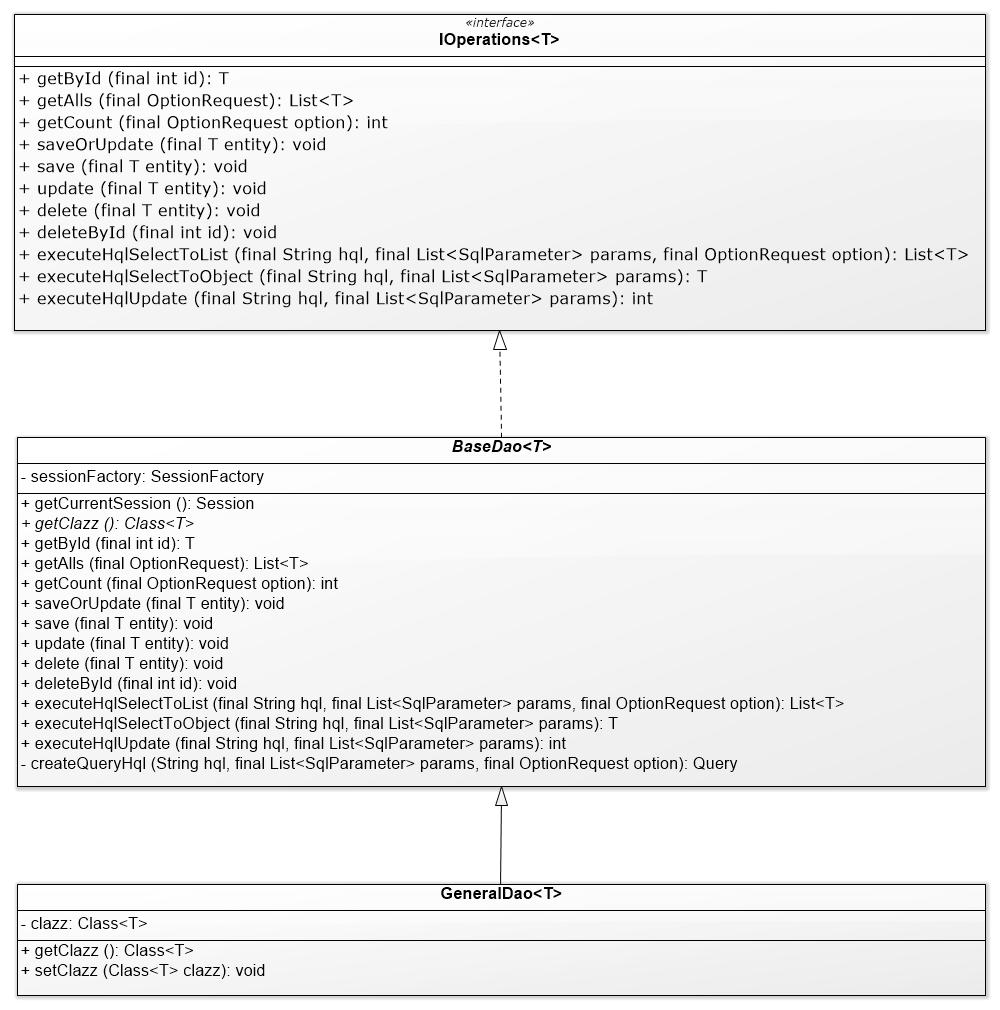 «interface»
IOperations<T>
+ getById (final int id): T
+ getAlls (final OptionRequest): List<T>
+ getCount (final OptionRequest option): int
+ saveOrUpdate (final T entity): void
+ save (final T entity): void
+ update (final T entity): void
+ delete (final T entity): void
+ deleteById (final int id): void
+ executeHqlSelectToList (final String hql, final List<SqlParameter> params, final OptionRequest option): List<T>
+ executeHqlSelectToObject (final String hql, final List<SqlParameter> params): T
+ executeHqlUpdate (final String hql, final List<SqlParameter> params): int
BaseDao<T>
- sessionFactory: SessionFactory
+ getCurrentSession (): Session
+ getClazz (): Class<T>
+ getById (final int id): T
+ getAlls (final OptionRequest): List<T>
+ getCount (final OptionRequest option): int
+ saveOrUpdate (final T entity): void
+ save (final T entity): void
+ update (final T entity): void
+ delete (final T entity): void
+ deleteById (final int id): void
+ executeHqlSelectToList (final String hql, final List<SqlParameter> params, final OptionRequest option): List<T>
+ executeHqlSelectToObject (final String hql, final List<SqlParameter> params): T
+ executeHqlUpdate (final String hql, final List<SqlParameter> params): int
- createQueryHql (String hql, final List<SqlParameter> params, final OptionRequest option): Query
GeneralDao<T>
- clazz: Class<T>
+ getClazz (): Class<T>
+ setClazz (Class<T> clazz): void